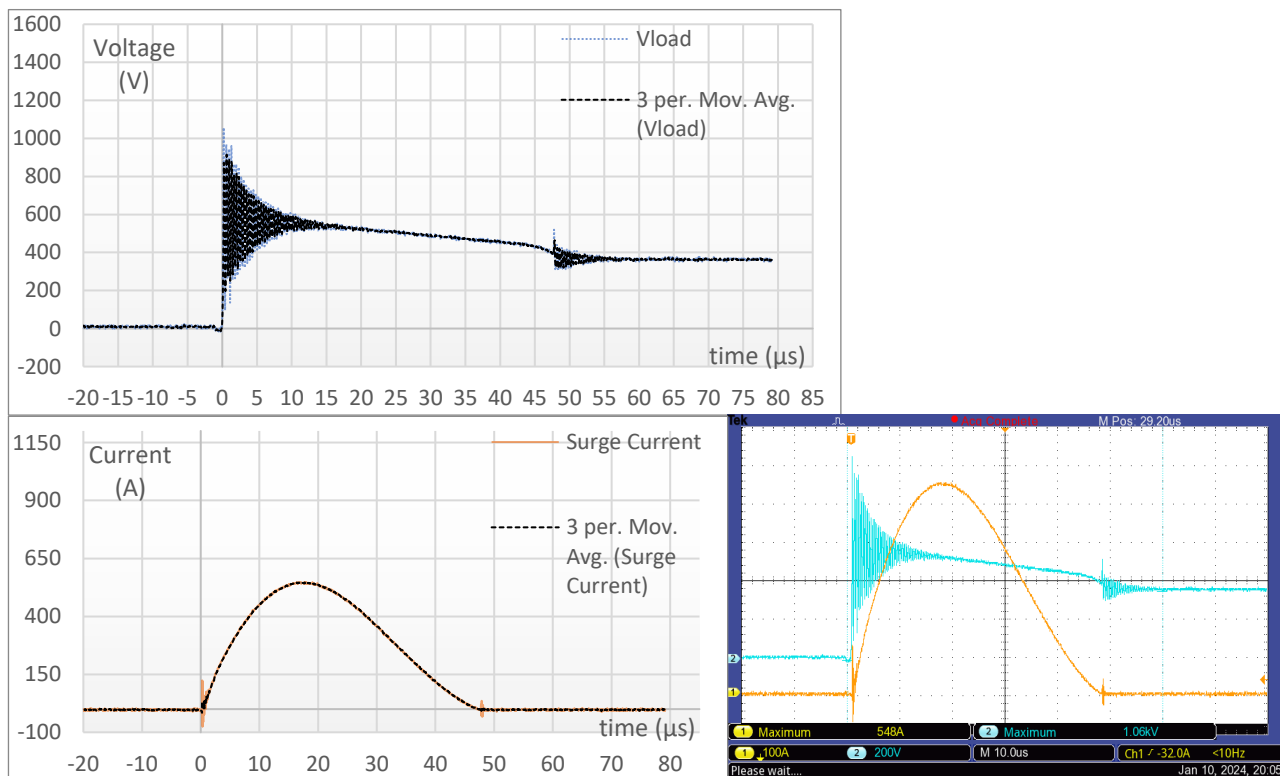 1600
Voltage
(V)
1400
1200
1000
800
600
400
200
0
-200
Vload
3 per. Mov. Avg.
(Vload)
time (µs)
-20 -15 -10 -5 0 5 10 15 20 25 30 35 40 45 50 55 60 65 70 75 80 85
1150
Current
(A)
900
650
400
150
-100
Surge Current
3 per. Mov.
Avg. (Surge
Current)
time (µs)
-20 -10 0 10 20 30 40 50 60 70 80
Tek Acq Complete M Pos: 29.20us
T
2
1
1 Maximum 548A 2 Maximum 1.06kV
1 100A 2 200V M 10.0us Ch1 -32.0A <10Hz
Please wait.... Jan 10, 2024, 20:05